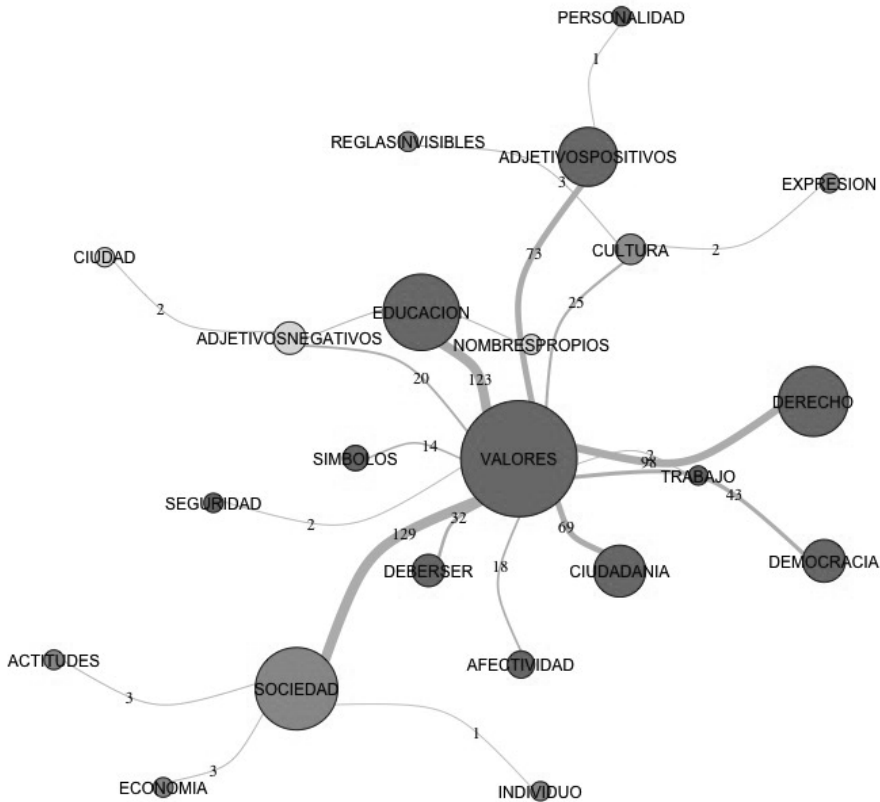 PERSONALIDAD
1
REGLASINVISIBLES
ADJETIVOSPOSITIVOS
3
EXPRESION
CULTURA
2
CIUDAD
73
25
2
EDUCACION
ADJETIVOSNEGATIVOS
NOMBRESPROPIOS
20
123
DERECHO
14
SIMBOLOS
VALORES
2
98
TRABAJO
43
SEGURIDAD
2
32
69
129
18
DEBERSER
CIUDADANIA
DEMOCRACIA
ACTITUDES
AFECTIVIDAD
SOCIEDAD
3
1
3
ECONOMIA
INDIVIDUO